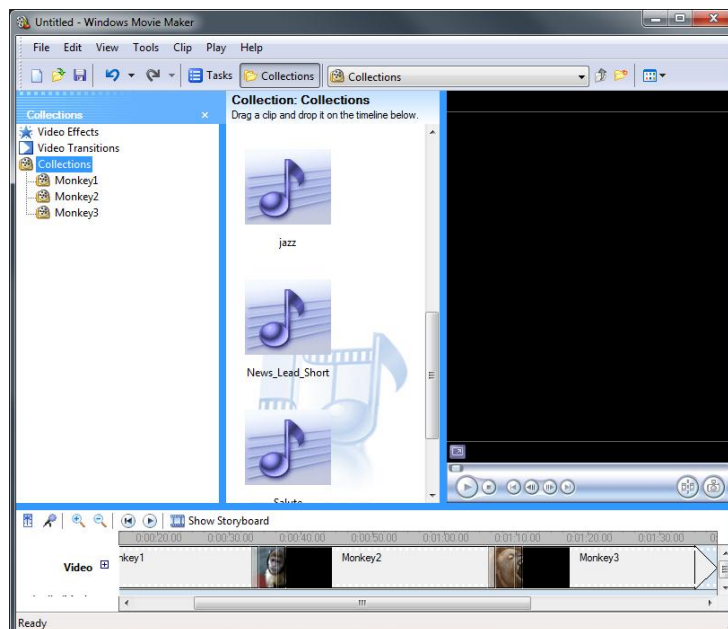 Untitled - Windows Movie Maker
File Edit View Tools Clip Play Help
Tasks Collections Collections
Collections
Video Effects
Video Transitions
Collections
Monkey1
Monkey2
Monkey3
Collection: Collections
Drag a clip and drop it on the timeline below.
jazz
News_Lead_Short
Salute
Show Storyboard
0:00:20.00 0:00:30.00 0:00:40.00 0:00:50.00 0:01:00.00 0:01:10.00 0:01:20.00 0:01:30.00
Video nkey1 Monkey2 Monkey3
Ready